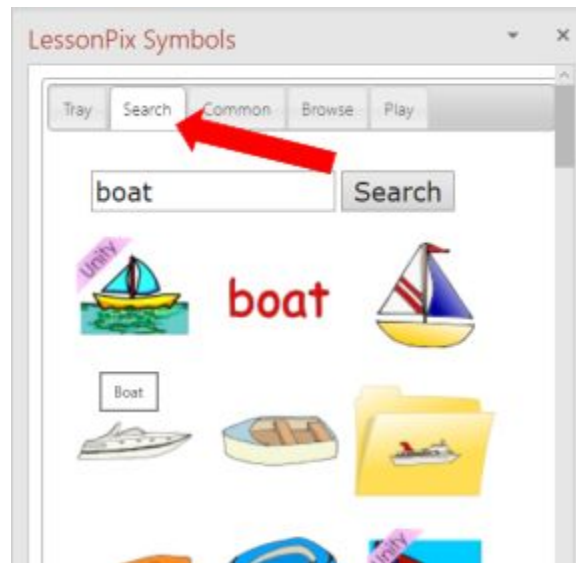 LessonPix Symbols
Tray Search Common Browse Play
boat Search
Unity
boat
Boat
Unity